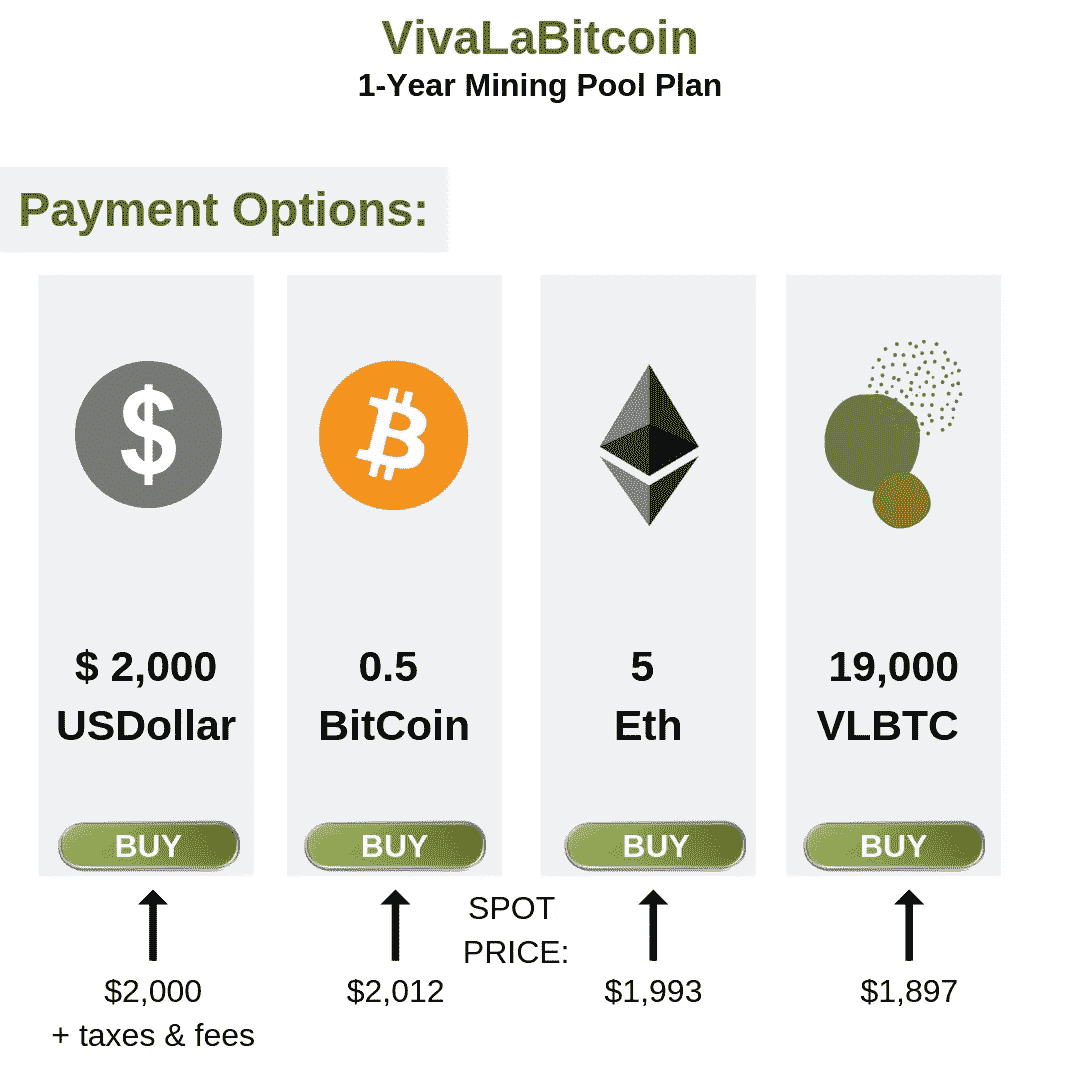 VivaLaBitcoin
1-Year Mining Pool Plan
Payment Options:
$ 2,000
USDollar
0.5
BitCoin
5
Eth
19,000
VLBTC
BUY
BUY
BUY
BUY
SPOT
PRICE:
$2,000
+ taxes & fees
$2,012
$1,993
$1,897